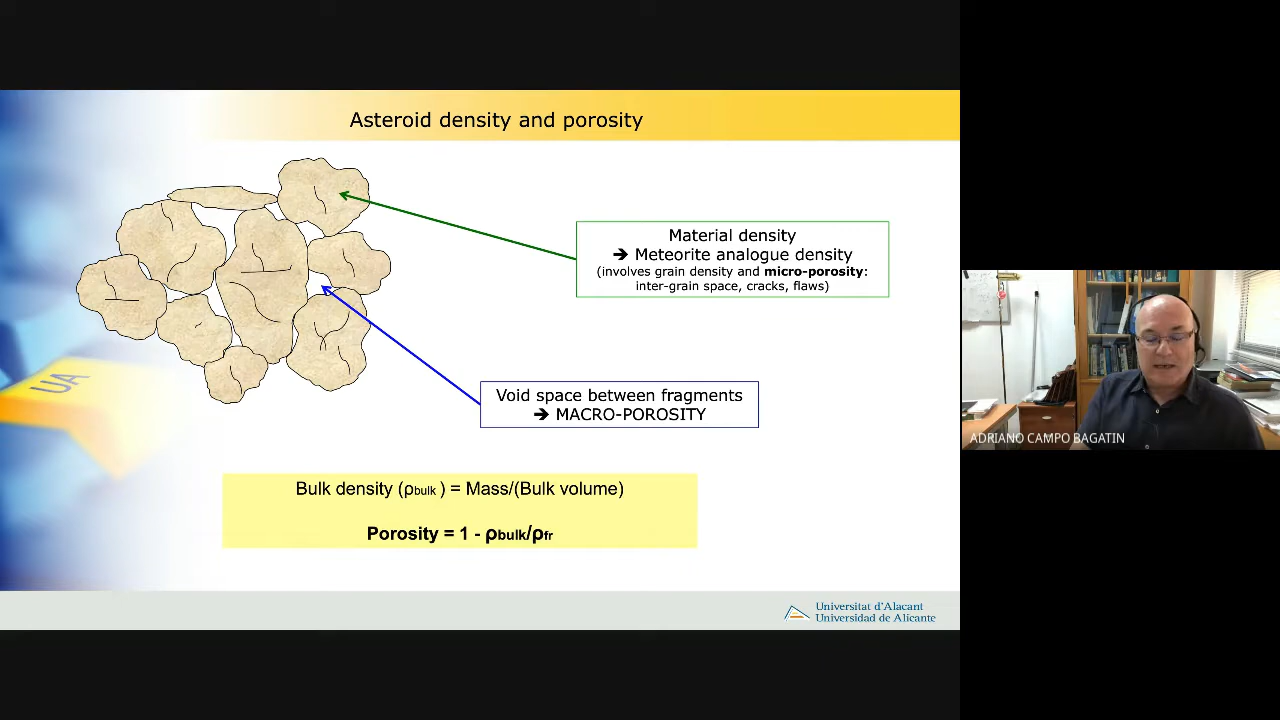 Asteroid density and porosity
Material density
➔ Meteorite analogue density
(involves grain density and micro-porosity:
inter-grain space, cracks, flaws)
Void space between fragments
➔ MACRO-POROSITY
UA
Bulk density (ρbulk ) = Mass/(Bulk volume)
Porosity = 1 - ρbulk/ρfr
Universitat d'Alacant
Universidad de Alicante
ADRIANO CAMPO BAGATIN